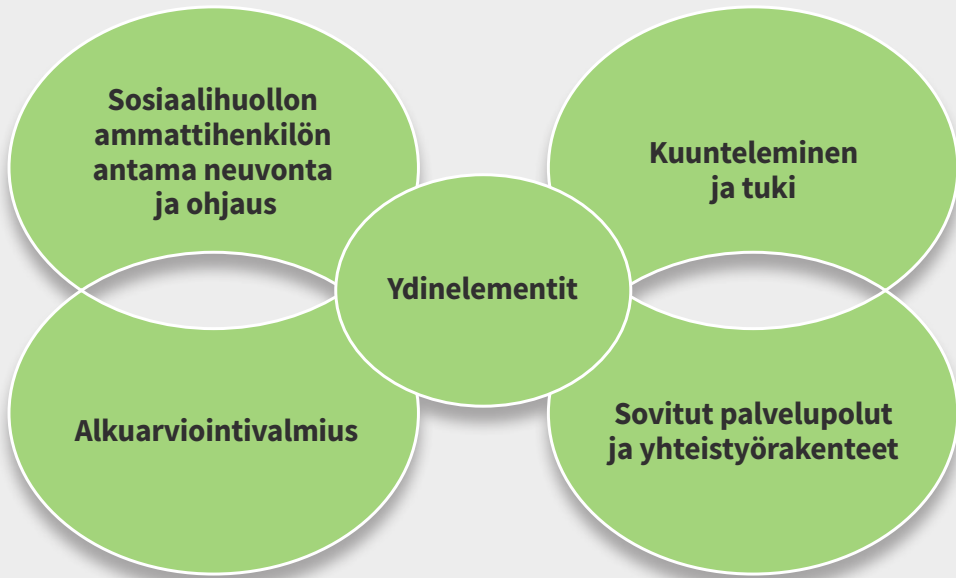 Sosiaalihuollon
ammattihenkilön
antama neuvonta
ja ohjaus
Kuunteleminen
ja tuki
Ydinelementit
Alkuarviointivalmius
Sovitut palvelupolut
ja yhteistyörakenteet